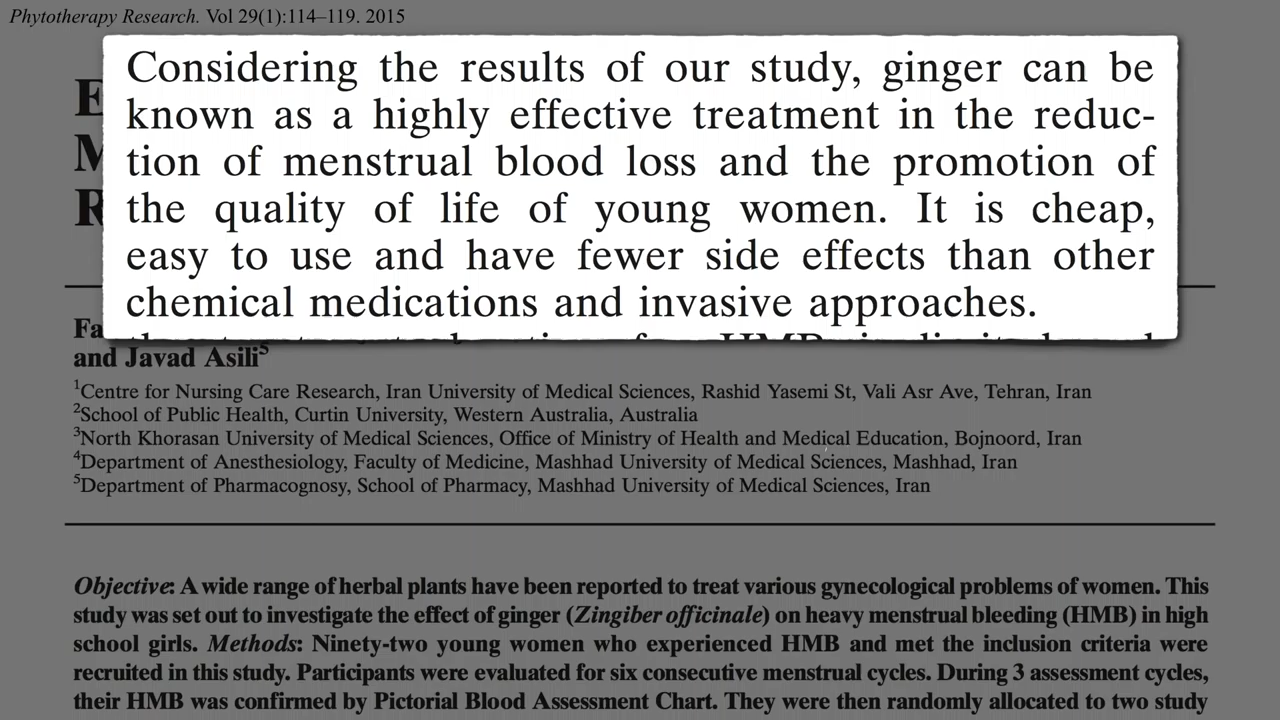 Phytotherapy Research. Vol 29(1):114–119. 2015
Considering the results of our study, ginger can be
known as a highly effective treatment in the reduc-
tion of menstrual blood loss and the promotion of
the quality of life of young women. It is cheap,
easy to use and have fewer side effects than other
chemical medications and invasive approaches.
and Javad Asili5
1Centre for Nursing Care Research, Iran University of Medical Sciences, Rashid Yasemi St, Vali Asr Ave, Tehran, Iran
2School of Public Health, Curtin University, Western Australia, Australia
3North Khorasan University of Medical Sciences, Office of Ministry of Health and Medical Education, Bojnoord, Iran
4Department of Anesthesiology, Faculty of Medicine, Mashhad University of Medical Sciences, Mashhad, Iran
5Department of Pharmacognosy, School of Pharmacy, Mashhad University of Medical Sciences, Iran
Objective: A wide range of herbal plants have been reported to treat various gynecological problems of women. This
study was set out to investigate the effect of ginger (Zingiber officinale) on heavy menstrual bleeding (HMB) in high
school girls. Methods: Ninety-two young women who experienced HMB and met the inclusion criteria were
recruited in this study. Participants were evaluated for six consecutive menstrual cycles. During 3 assessment cycles,
their HMB was confirmed by Pictorial Blood Assessment Chart. They were then randomly allocated to two study